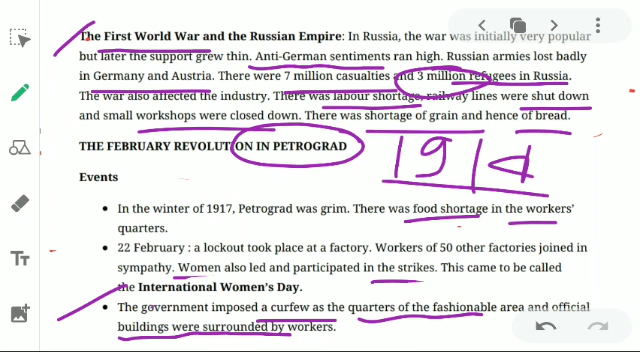 The First World War and the Russian Empire: In Russia, the war was initially very popular
but later the support grew thin. Anti-German sentiments ran high. Russian armies lost badly
in Germany and Austria. There were 7 million casualties and 3 million refugees in Russia.
The war also affected the industry. There was labour shortage, railway lines were shut down
and small workshops were closed down. There was shortage of grain and hence of bread.
THE FEBRUARY REVOLUTION IN PETROGRAD
1914
Events
• In the winter of 1917, Petrograd was grim. There was food shortage in the workers'
quarters.
• 22 February : a lockout took place at a factory. Workers of 50 other factories joined in
sympathy. Women also led and participated in the strikes. This came to be called
the International Women's Day.
• The government imposed a curfew as the quarters of the fashionable area and official
buildings were surrounded by workers.
Tт